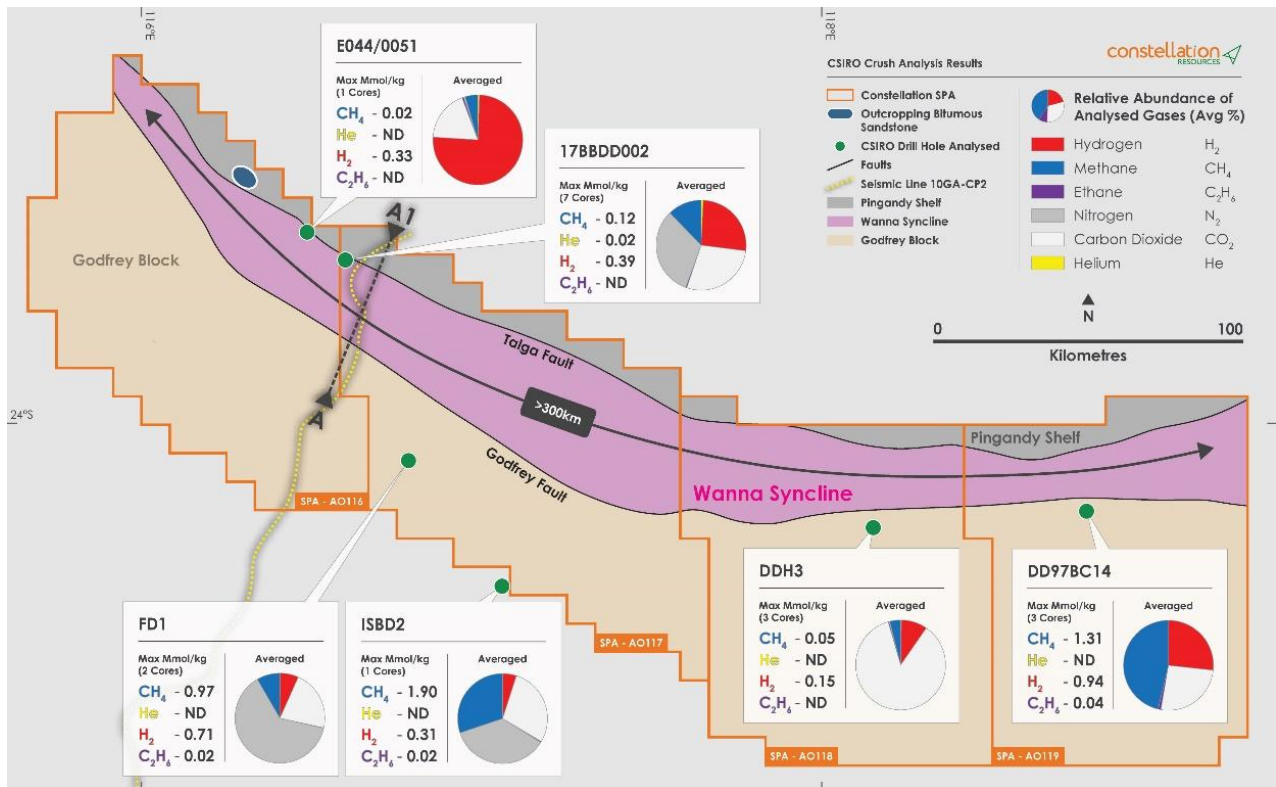 116°E
118°E
24°S
constellation
RESOURCES
CSIRO Crush Analysis Results
Constellation SPA
Outcropping Bitumous
Sandstone
CSIRO Drill Hole Analysed
Faults
Seismic Line 10GA-CP2
Pingandy Shelf
Wanna Syncline
Godfrey Block
Relative Abundance of
Analysed Gases (Avg %)
Hydrogen H₂
Methane CH₄
Ethane C₂H₆
Nitrogen N₂
Carbon Dioxide CO₂
Helium He
N
0 100
Kilometres
E044/0051
Max Mmol/kg
(1 Cores)
Averaged
CH₄ - 0.02
He - ND
H₂ - 0.33
C₂H₆ - ND
17BBDD002
Max Mmol/kg
(7 Cores)
Averaged
CH₄ - 0.12
He - 0.02
H₂ - 0.39
C₂H₆ - ND
A1
A
Godfrey Block
Talga Fault
>300km
Godfrey Fault
Pingandy Shelf
Wanna Syncline
SPA - AO116
SPA - AO117
SPA - AO118
SPA - AO119
FD1
Max Mmol/kg
(2 Cores)
Averaged
CH₄ - 0.97
He - ND
H₂ - 0.71
C₂H₆ - 0.02
ISBD2
Max Mmol/kg
(1 Cores)
Averaged
CH₄ - 1.90
He - ND
H₂ - 0.31
C₂H₆ - 0.02
DDH3
Max Mmol/kg
(3 Cores)
Averaged
CH₄ - 0.05
He - ND
H₂ - 0.15
C₂H₆ - ND
DD97BC14
Max Mmol/kg
(3 Cores)
Averaged
CH₄ - 1.31
He - ND
H₂ - 0.94
C₂H₆ - 0.04